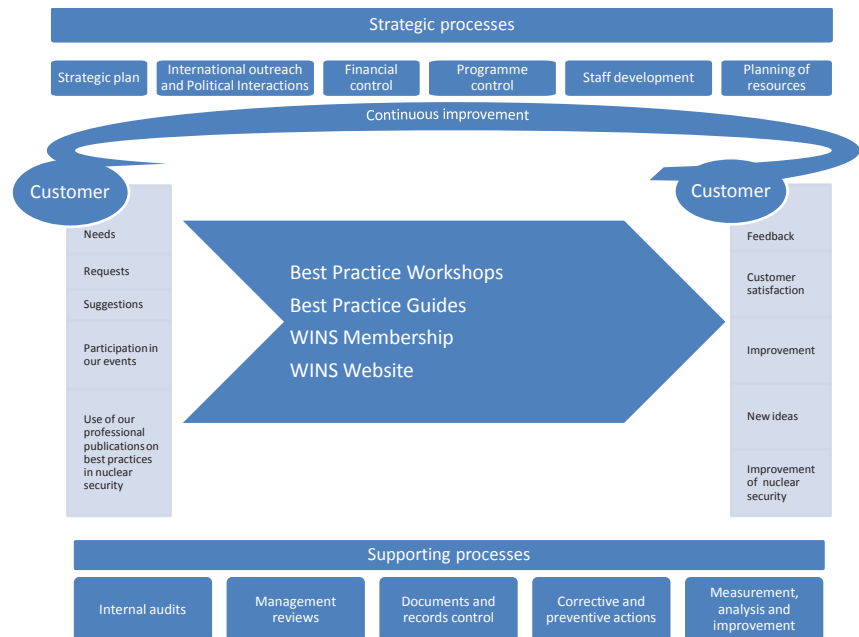 Strategic processes
Strategic plan
International outreach
and Political Interactions
Financial
control
Programme
control
Staff development
Planning of
resources
Continuous improvement
Customer
Needs
Requests
Suggestions
Participation in
our events
Use of our
professional
publications on
best practices
in nuclear
security
Best Practice Workshops
Best Practice Guides
WINS Membership
WINS Website
Customer
Feedback
Customer
satisfaction
Improvement
New ideas
Improvement
of nuclear
security
Supporting processes
Internal audits
Management
reviews
Documents and
records control
Corrective and
preventive actions
Measurement,
analysis and
improvement